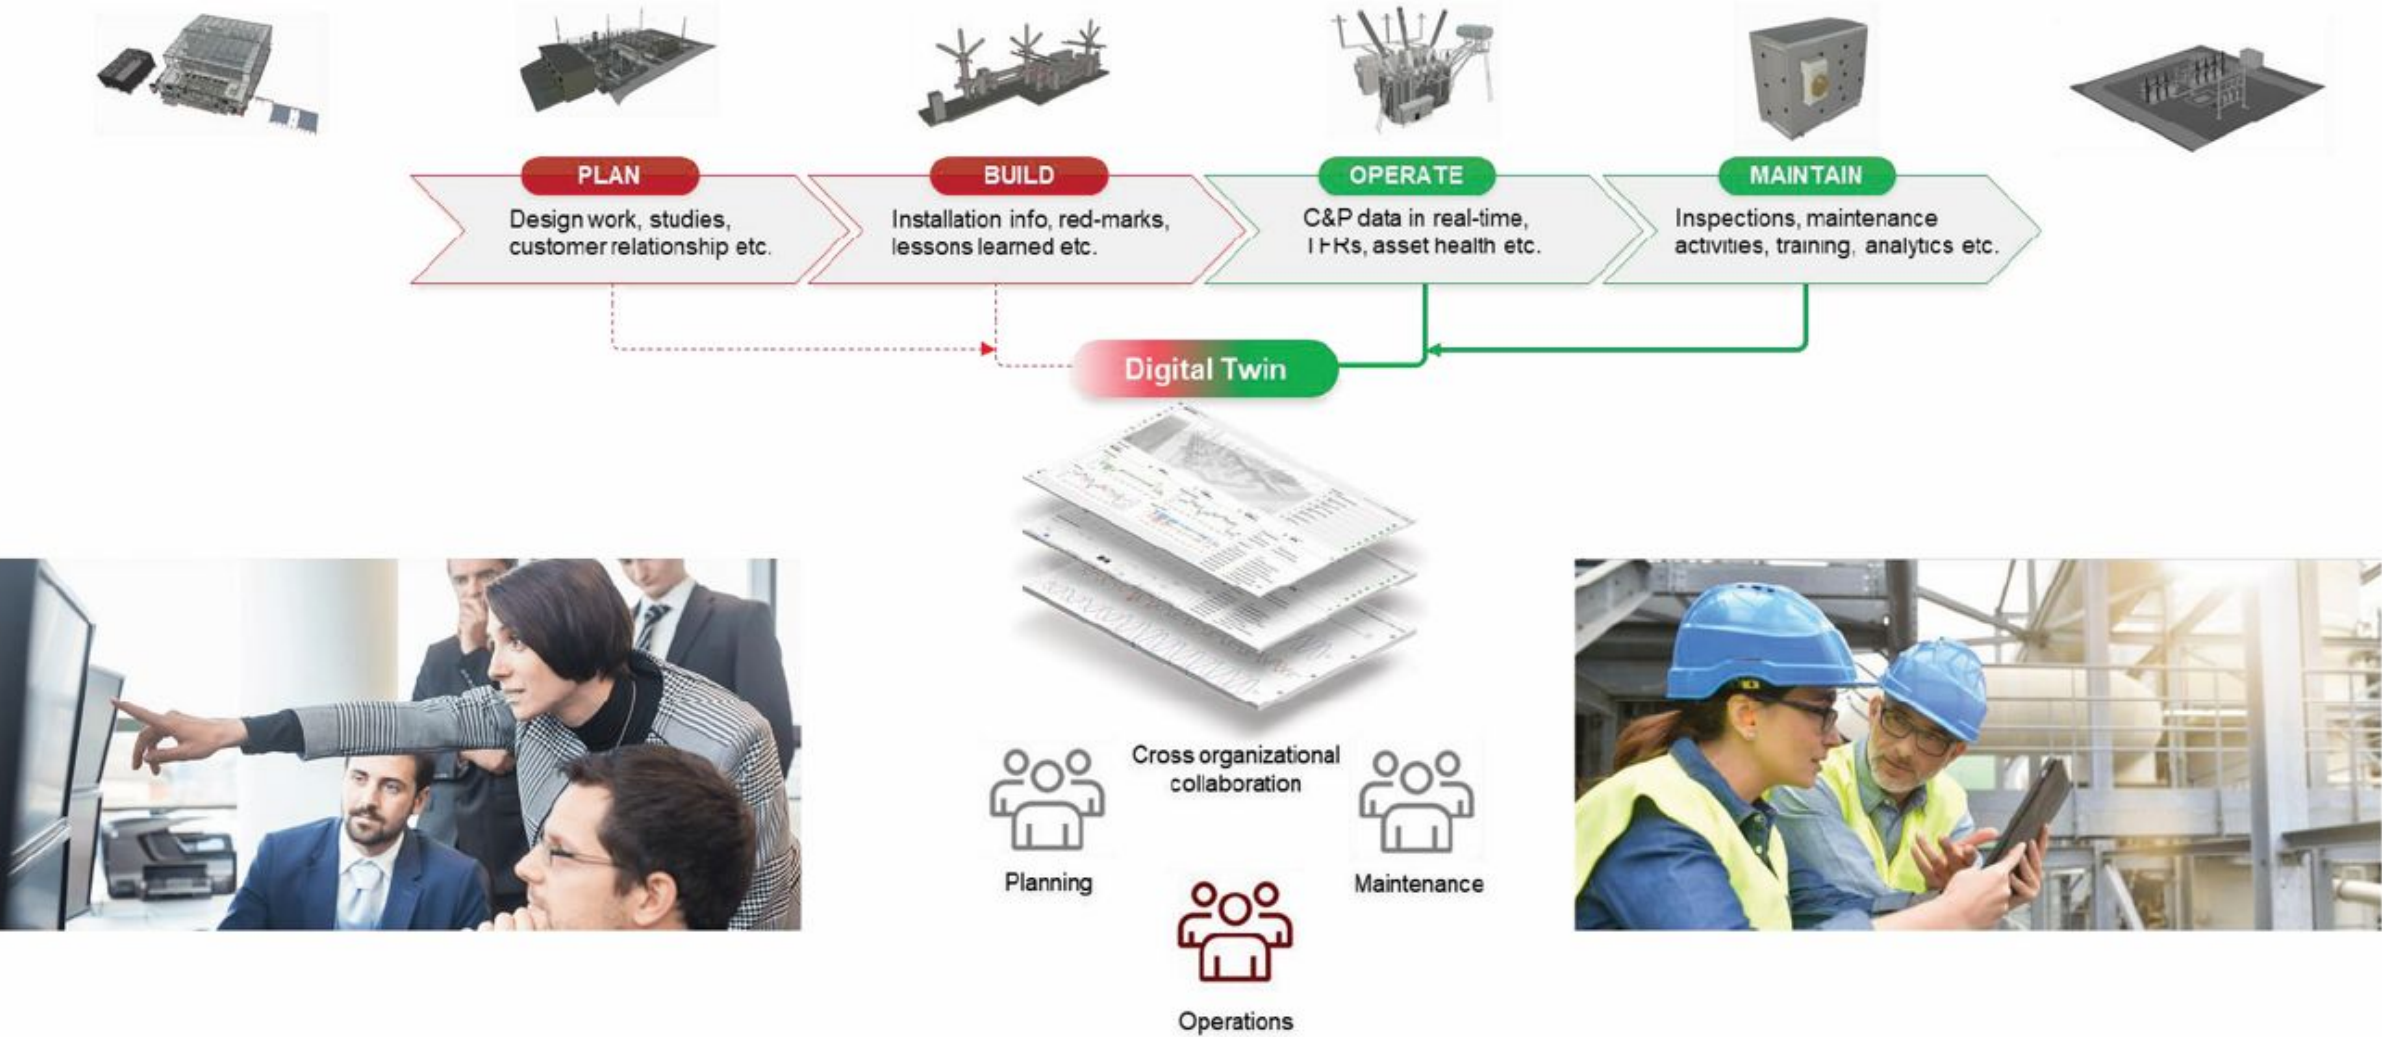 PLAN
BUILD
OPERATE
MAINTAIN
Design work, studies,
customer relationship etc.
Installation info, red-marks,
lessons learned etc.
C&P data in real-time,
TFRs, asset health etc.
Inspections, maintenance
activities, training, analytics etc.
Digital Twin
Cross organizational
collaboration
Planning
Maintenance
Operations